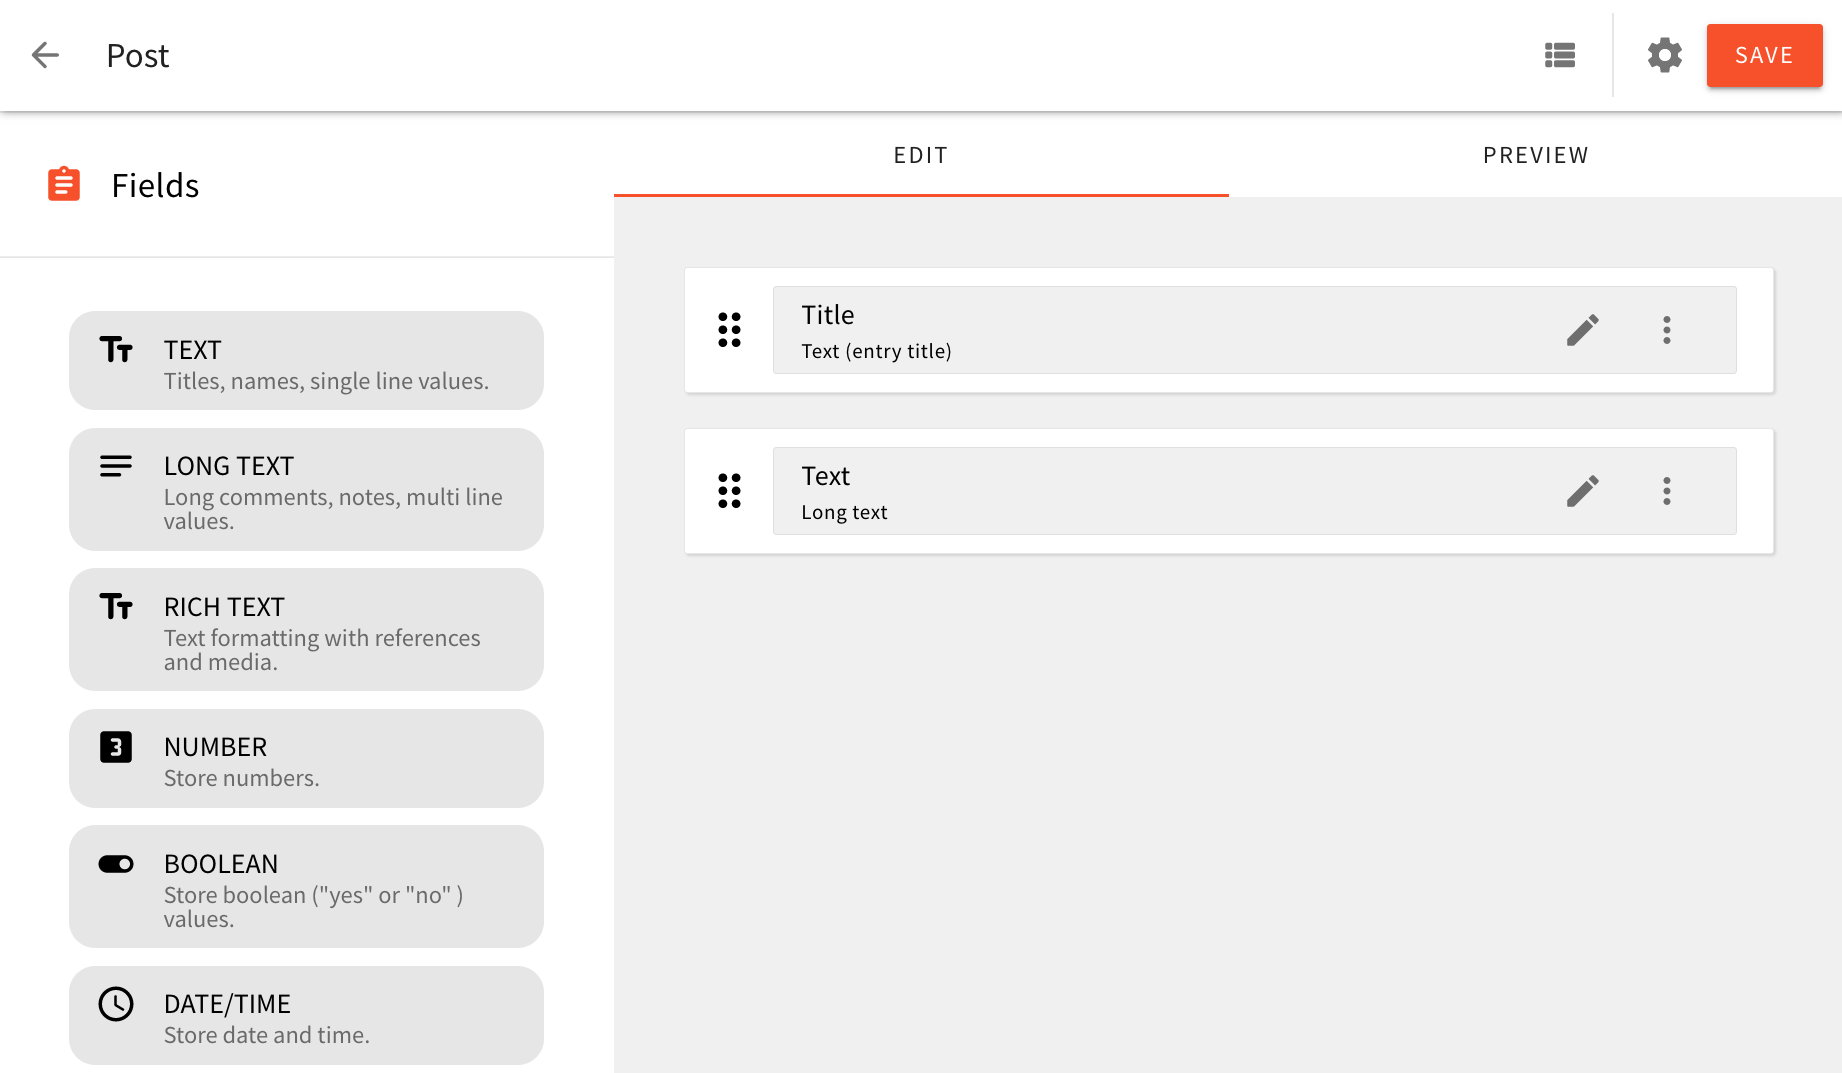 Post
SAVE
Fields
EDIT
PREVIEW
TEXT
Titles, names, single line values.
LONG TEXT
Long comments, notes, multi line
values.
RICH TEXT
Text formatting with references
and media.
3
NUMBER
Store numbers.
BOOLEAN
Store boolean ("yes" or "no" )
values.
DATE/TIME
Store date and time.
Title
Text (entry title)
Text
Long text